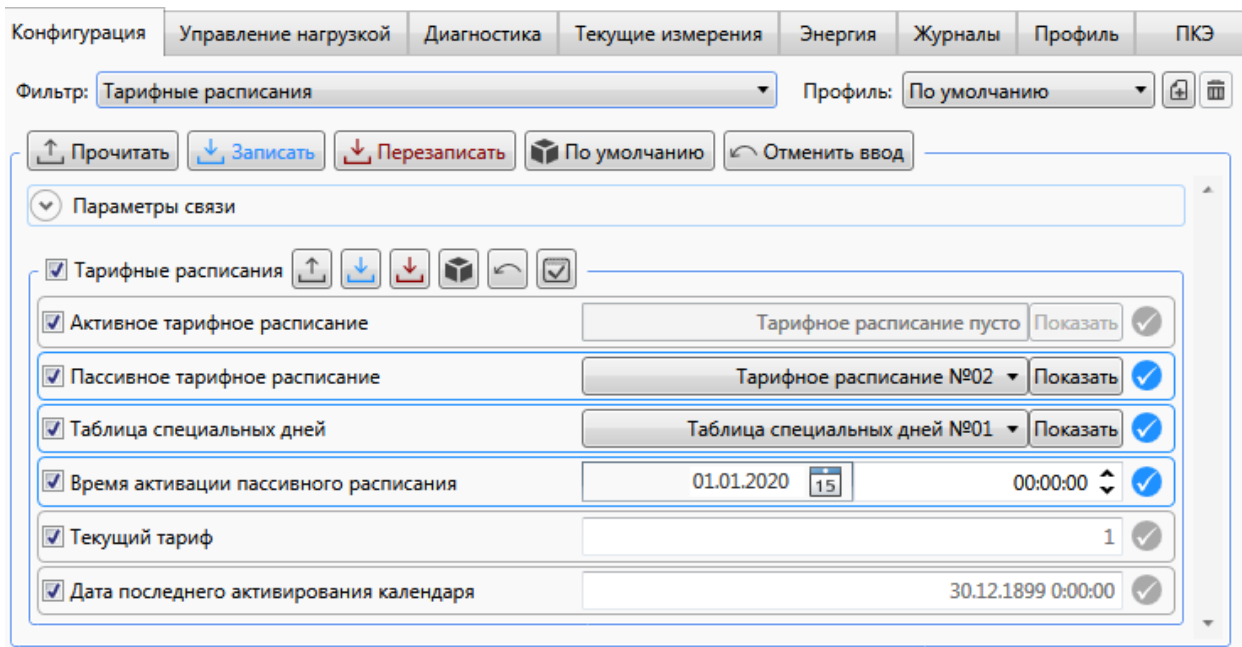 Конфигурация Управление нагрузкой Диагностика Текущие измерения Энергия Журналы Профиль ПКЭ
Фильтр: Тарифные расписания Профиль: По умолчанию
Прочитать Записать Перезаписать По умолчанию Отменить ввод
Параметры связи
Тарифные расписания
Активное тарифное расписание Тарифное расписание пусто Показать
Пассивное тарифное расписание Тарифное расписание №02 Показать
Таблица специальных дней Таблица специальных дней №01 Показать
Время активации пассивного расписания 01.01.2020 15 00:00:00
Текущий тариф 1
Дата последнего активирования календаря 30.12.1899 0:00:00